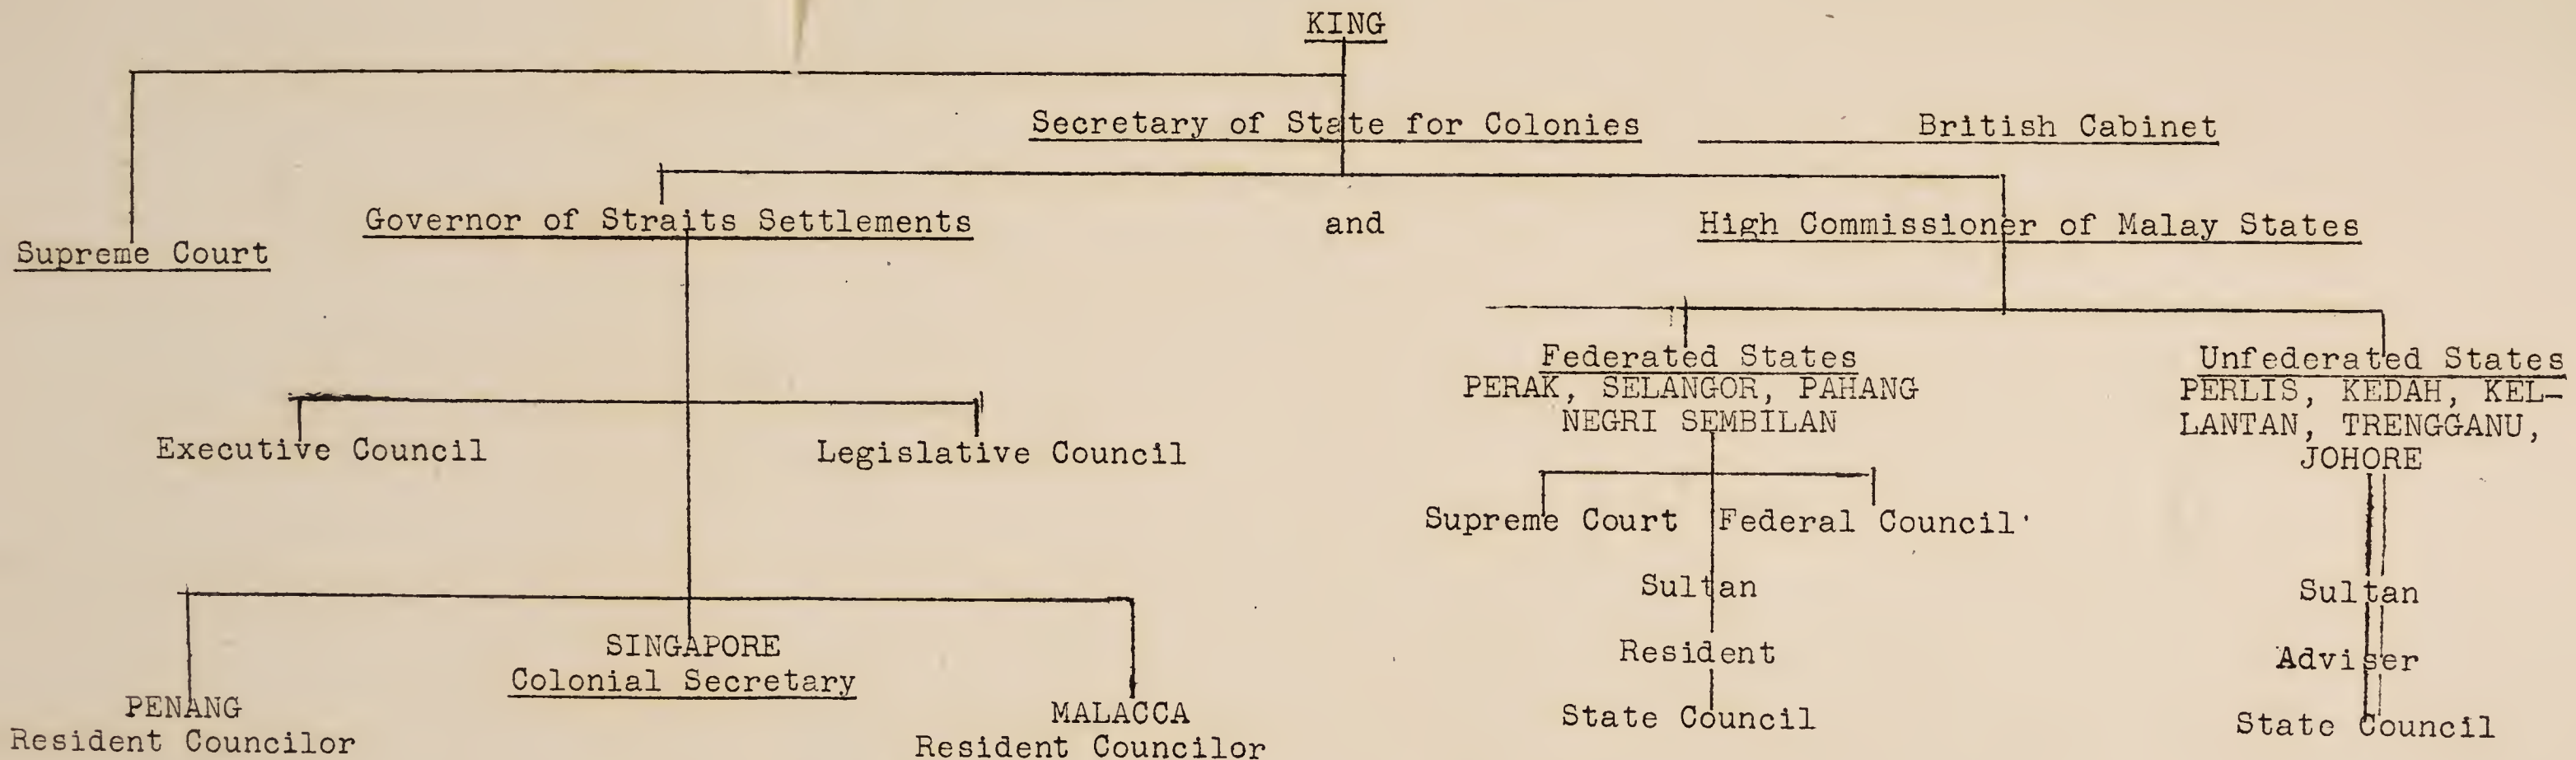 KING
Secretary of State for Colonies
British Cabinet
Governor of Straits Settlements
and
High Commissioner of Malay States
Supreme Court
Federated States
PERAK, SELANGOR, PAHANG
NEGRI SEMBILAN
Unfederated States
PERLIS, KEDAH, KEL-
LANTAN, TRENGGANU,
JOHORE
Executive Council
Legislative Council
Supreme Court
Federal Council
Sultan
Resident
State Council
Sultan
Adviser
State Council
SINGAPORE
Colonial Secretary
PENANG
Resident Councilor
MALACCA
Resident Councilor